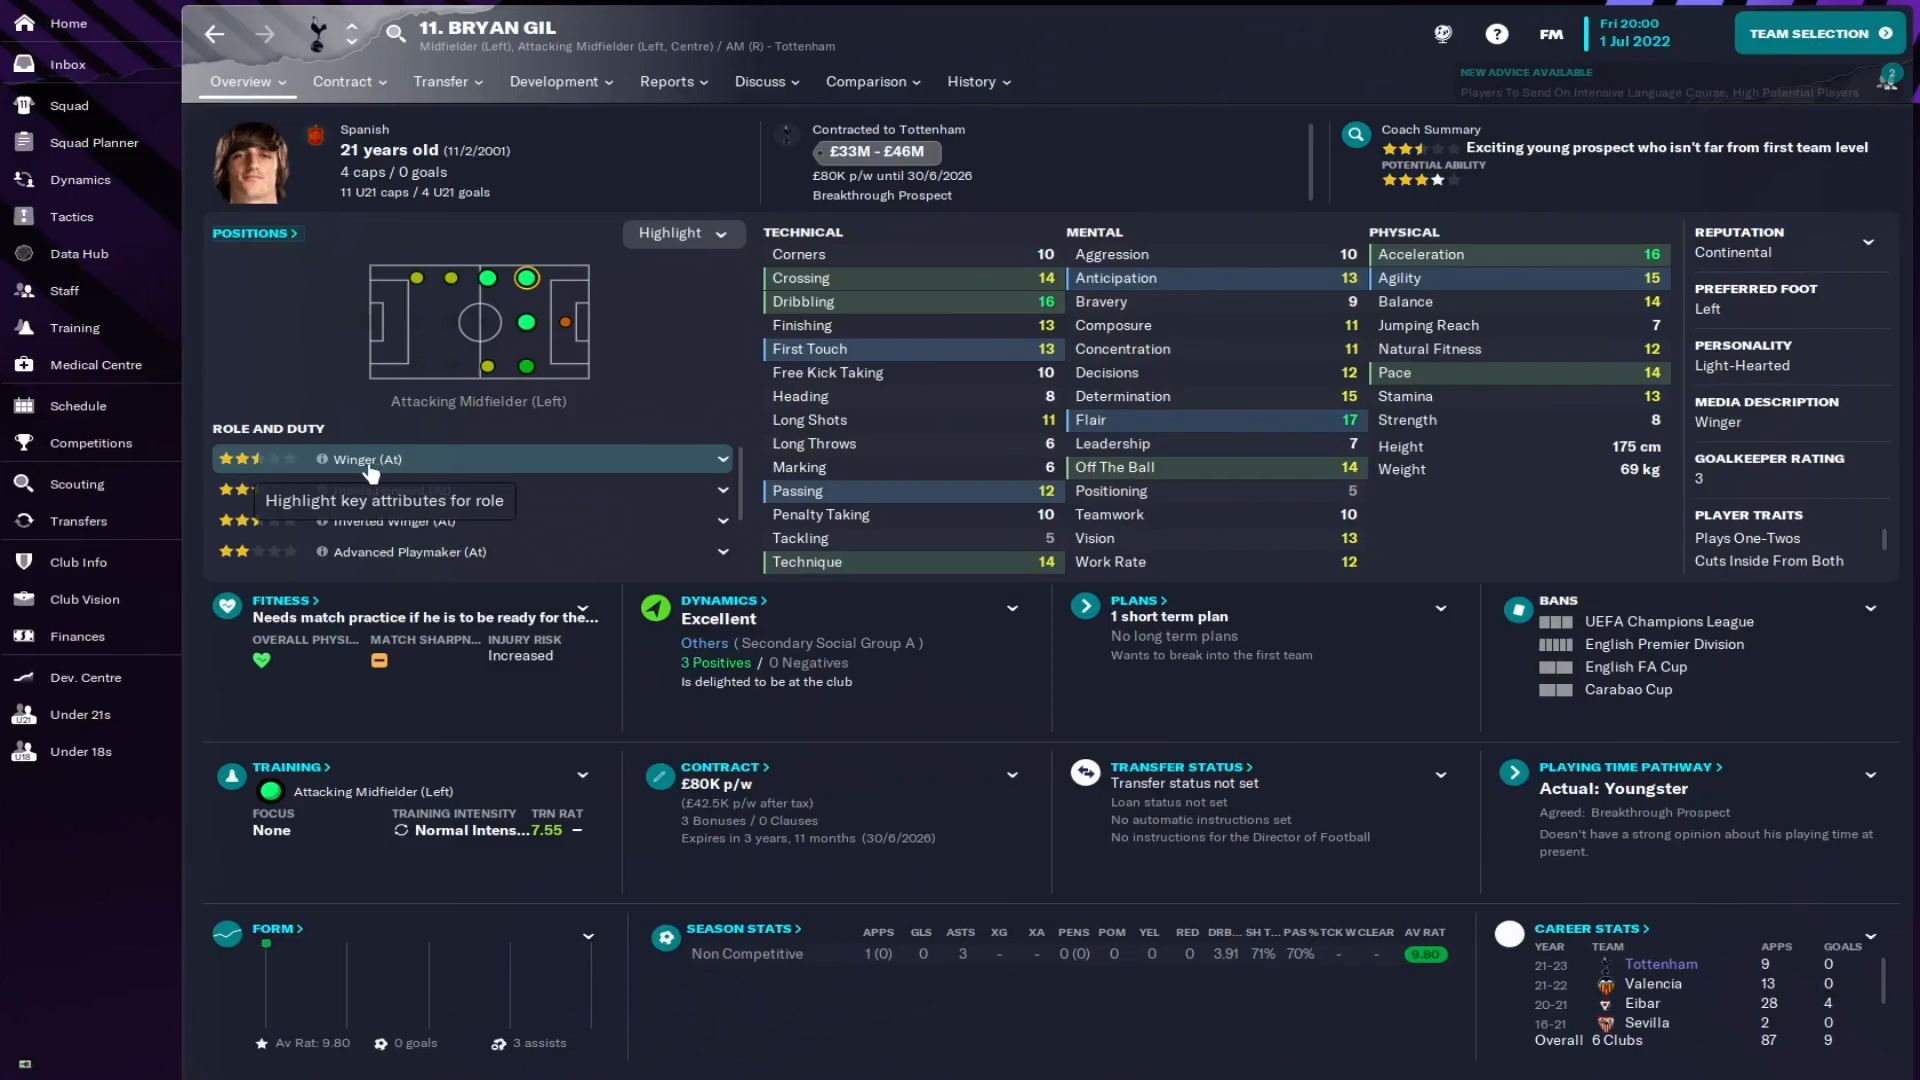 Home
Inbox
Squad
Squad Planner
Dynamics
Tactics
Data Hub
Staff
Training
Medical Centre
Schedule
Competitions
Scouting
Transfers
Club Info
Club Vision
Finances
Dev. Centre
U21 Under 21s
U18 Under 18s
11. BRYAN GIL
Midfielder (Left), Attacking Midfielder (Left, Centre) / AM (R) - Tottenham
? FM Fri 20:00
1 Jul 2022
TEAM SELECTION
Overview Contract Transfer Development Reports Discuss Comparison History
NEW ADVICE AVAILABLE 2
Players To Send On Intensive Language Course, High Potential Players
Spanish
21 years old (11/2/2001)
4 caps / 0 goals
11 U21 caps / 4 U21 goals
Contracted to Tottenham
£33M - £46M
£80K p/w until 30/6/2026
Breakthrough Prospect
Coach Summary
Exciting young prospect who isn't far from first team level
POTENTIAL ABILITY
POSITIONS >
Highlight
Attacking Midfielder (Left)
ROLE AND DUTY
Winger (At)
Highlight key attributes for role
Inverted Winger (At)
Advanced Playmaker (At)
TECHNICAL
Corners 10
Crossing 14
Dribbling 16
Finishing 13
First Touch 13
Free Kick Taking 10
Heading 8
Long Shots 11
Long Throws 6
Marking 6
Passing 12
Penalty Taking 10
Tackling 5
Technique 14
MENTAL
Aggression 10
Anticipation 13
Bravery 9
Composure 11
Concentration 11
Decisions 12
Determination 15
Flair 17
Leadership 7
Off The Ball 14
Positioning 5
Teamwork 10
Vision 13
Work Rate 12
PHYSICAL
Acceleration 16
Agility 15
Balance 14
Jumping Reach 7
Natural Fitness 12
Pace 14
Stamina 13
Strength 8
Height 175 cm
Weight 69 kg
REPUTATION
Continental
PREFERRED FOOT
Left
PERSONALITY
Light-Hearted
MEDIA DESCRIPTION
Winger
GOALKEEPER RATING
3
PLAYER TRAITS
Plays One-Twos
Cuts Inside From Both
FITNESS >
Needs match practice if he is to be ready for the...
OVERALL PHYSI... MATCH SHARPN... INJURY RISK
Increased
DYNAMICS >
Excellent
Others ( Secondary Social Group A )
3 Positives / 0 Negatives
Is delighted to be at the club
PLANS >
1 short term plan
No long term plans
Wants to break into the first team
BANS
UEFA Champions League
English Premier Division
English FA Cup
Carabao Cup
TRAINING >
Attacking Midfielder (Left)
FOCUS TRAINING INTENSITY TRN RAT
None Normal Intens... 7.55 –
CONTRACT >
£80K p/w
(£42.5K p/w after tax)
3 Bonuses / 0 Clauses
Expires in 3 years, 11 months (30/6/2026)
TRANSFER STATUS >
Transfer status not set
Loan status not set
No automatic instructions set
No instructions for the Director of Football
PLAYING TIME PATHWAY >
Actual: Youngster
Agreed: Breakthrough Prospect
Doesn't have a strong opinion about his playing time at
present.
FORM >
Av Rat: 9.80 0 goals 3 assists
SEASON STATS > APPS GLS ASTS XG XA PENS POM YEL RED DRB... SH T... PAS % TCK W CLEAR AV RAT
Non Competitive 1 (0) 0 3 - - 0 (0) 0 0 0 3.91 71% 70% - - 9.80
CAREER STATS >
YEAR TEAM APPS GOALS
21-23 Tottenham 9 0
21-22 Valencia 13 0
20-21 Eibar 28 4
16-21 Sevilla 2 0
Overall 6 Clubs 87 9